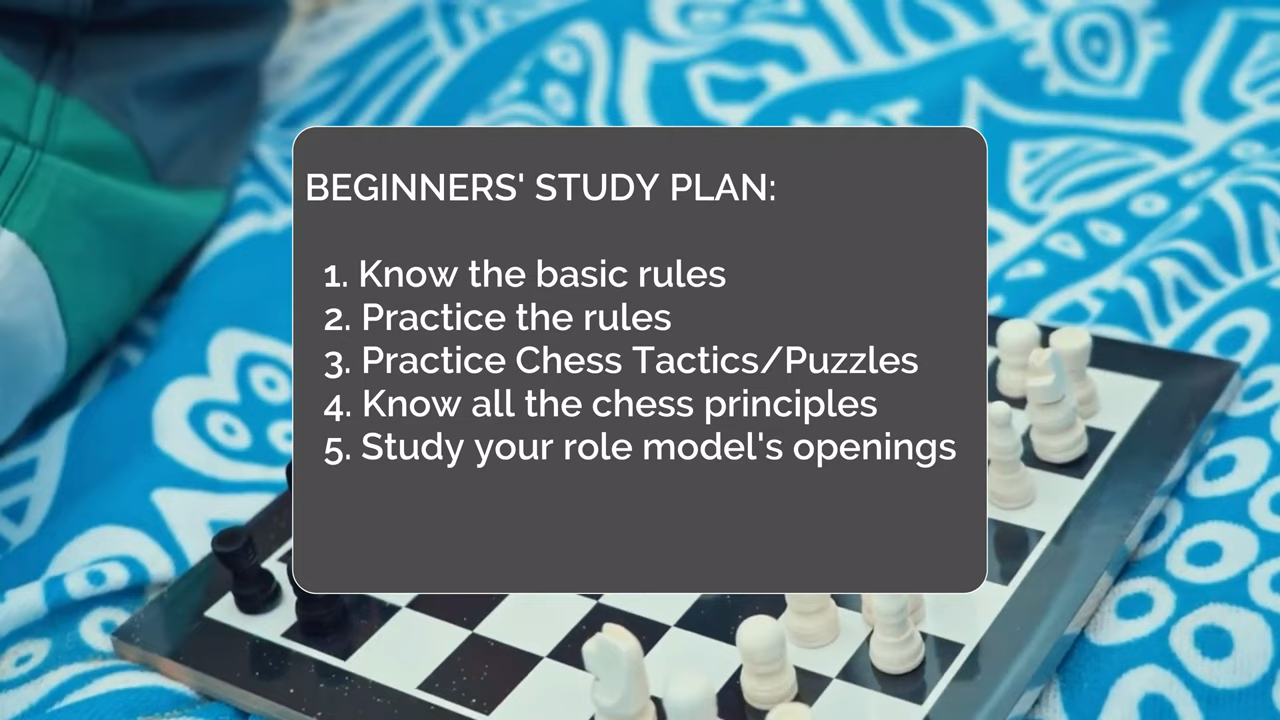 BEGINNERS' STUDY PLAN:
1. Know the basic rules
2. Practice the rules
3. Practice Chess Tactics/Puzzles
4. Know all the chess principles
5. Study your role model's openings